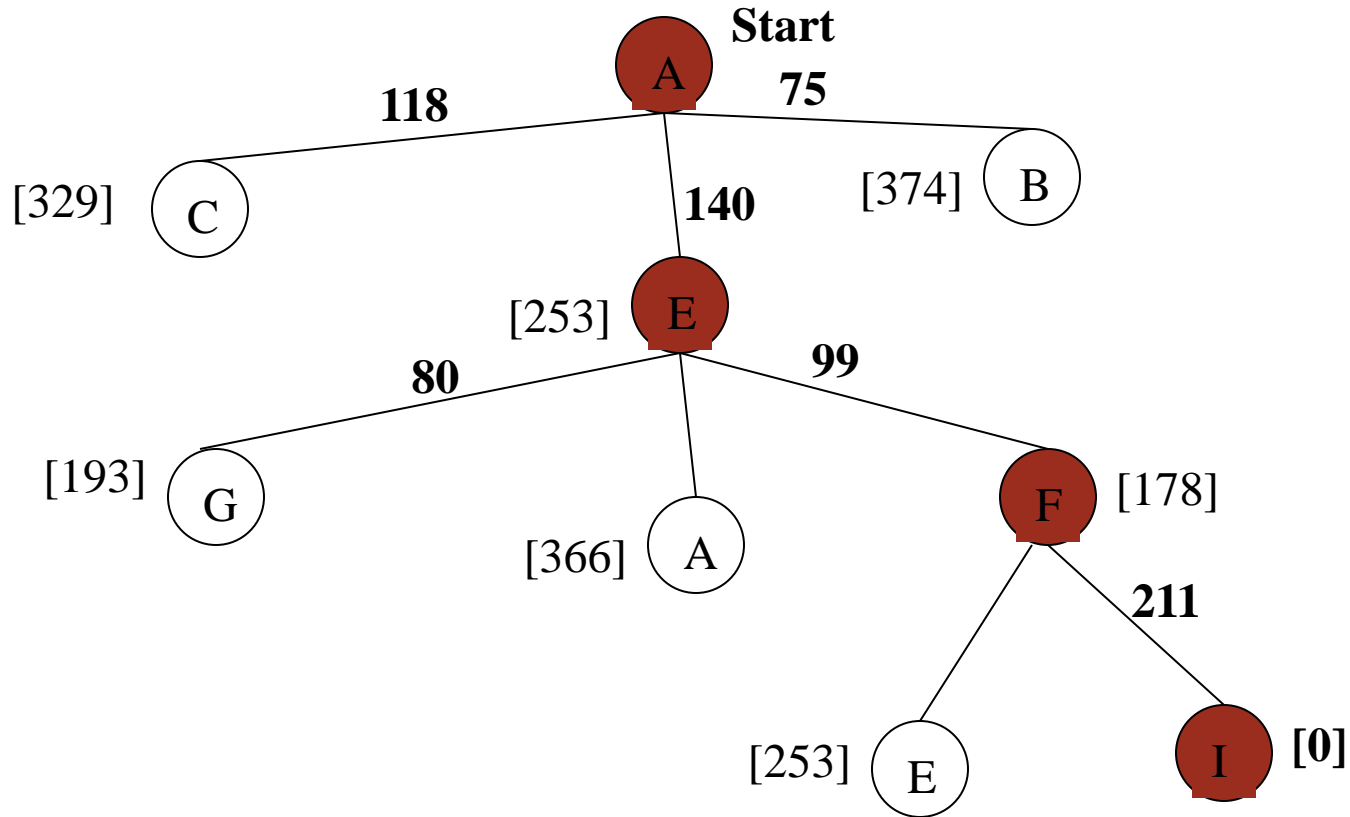 Start
A
75
118
[329]
C
[374]
B
140
[253]
E
80
99
[193]
G
[366]
A
F
[178]
211
[253]
E
I
[0]